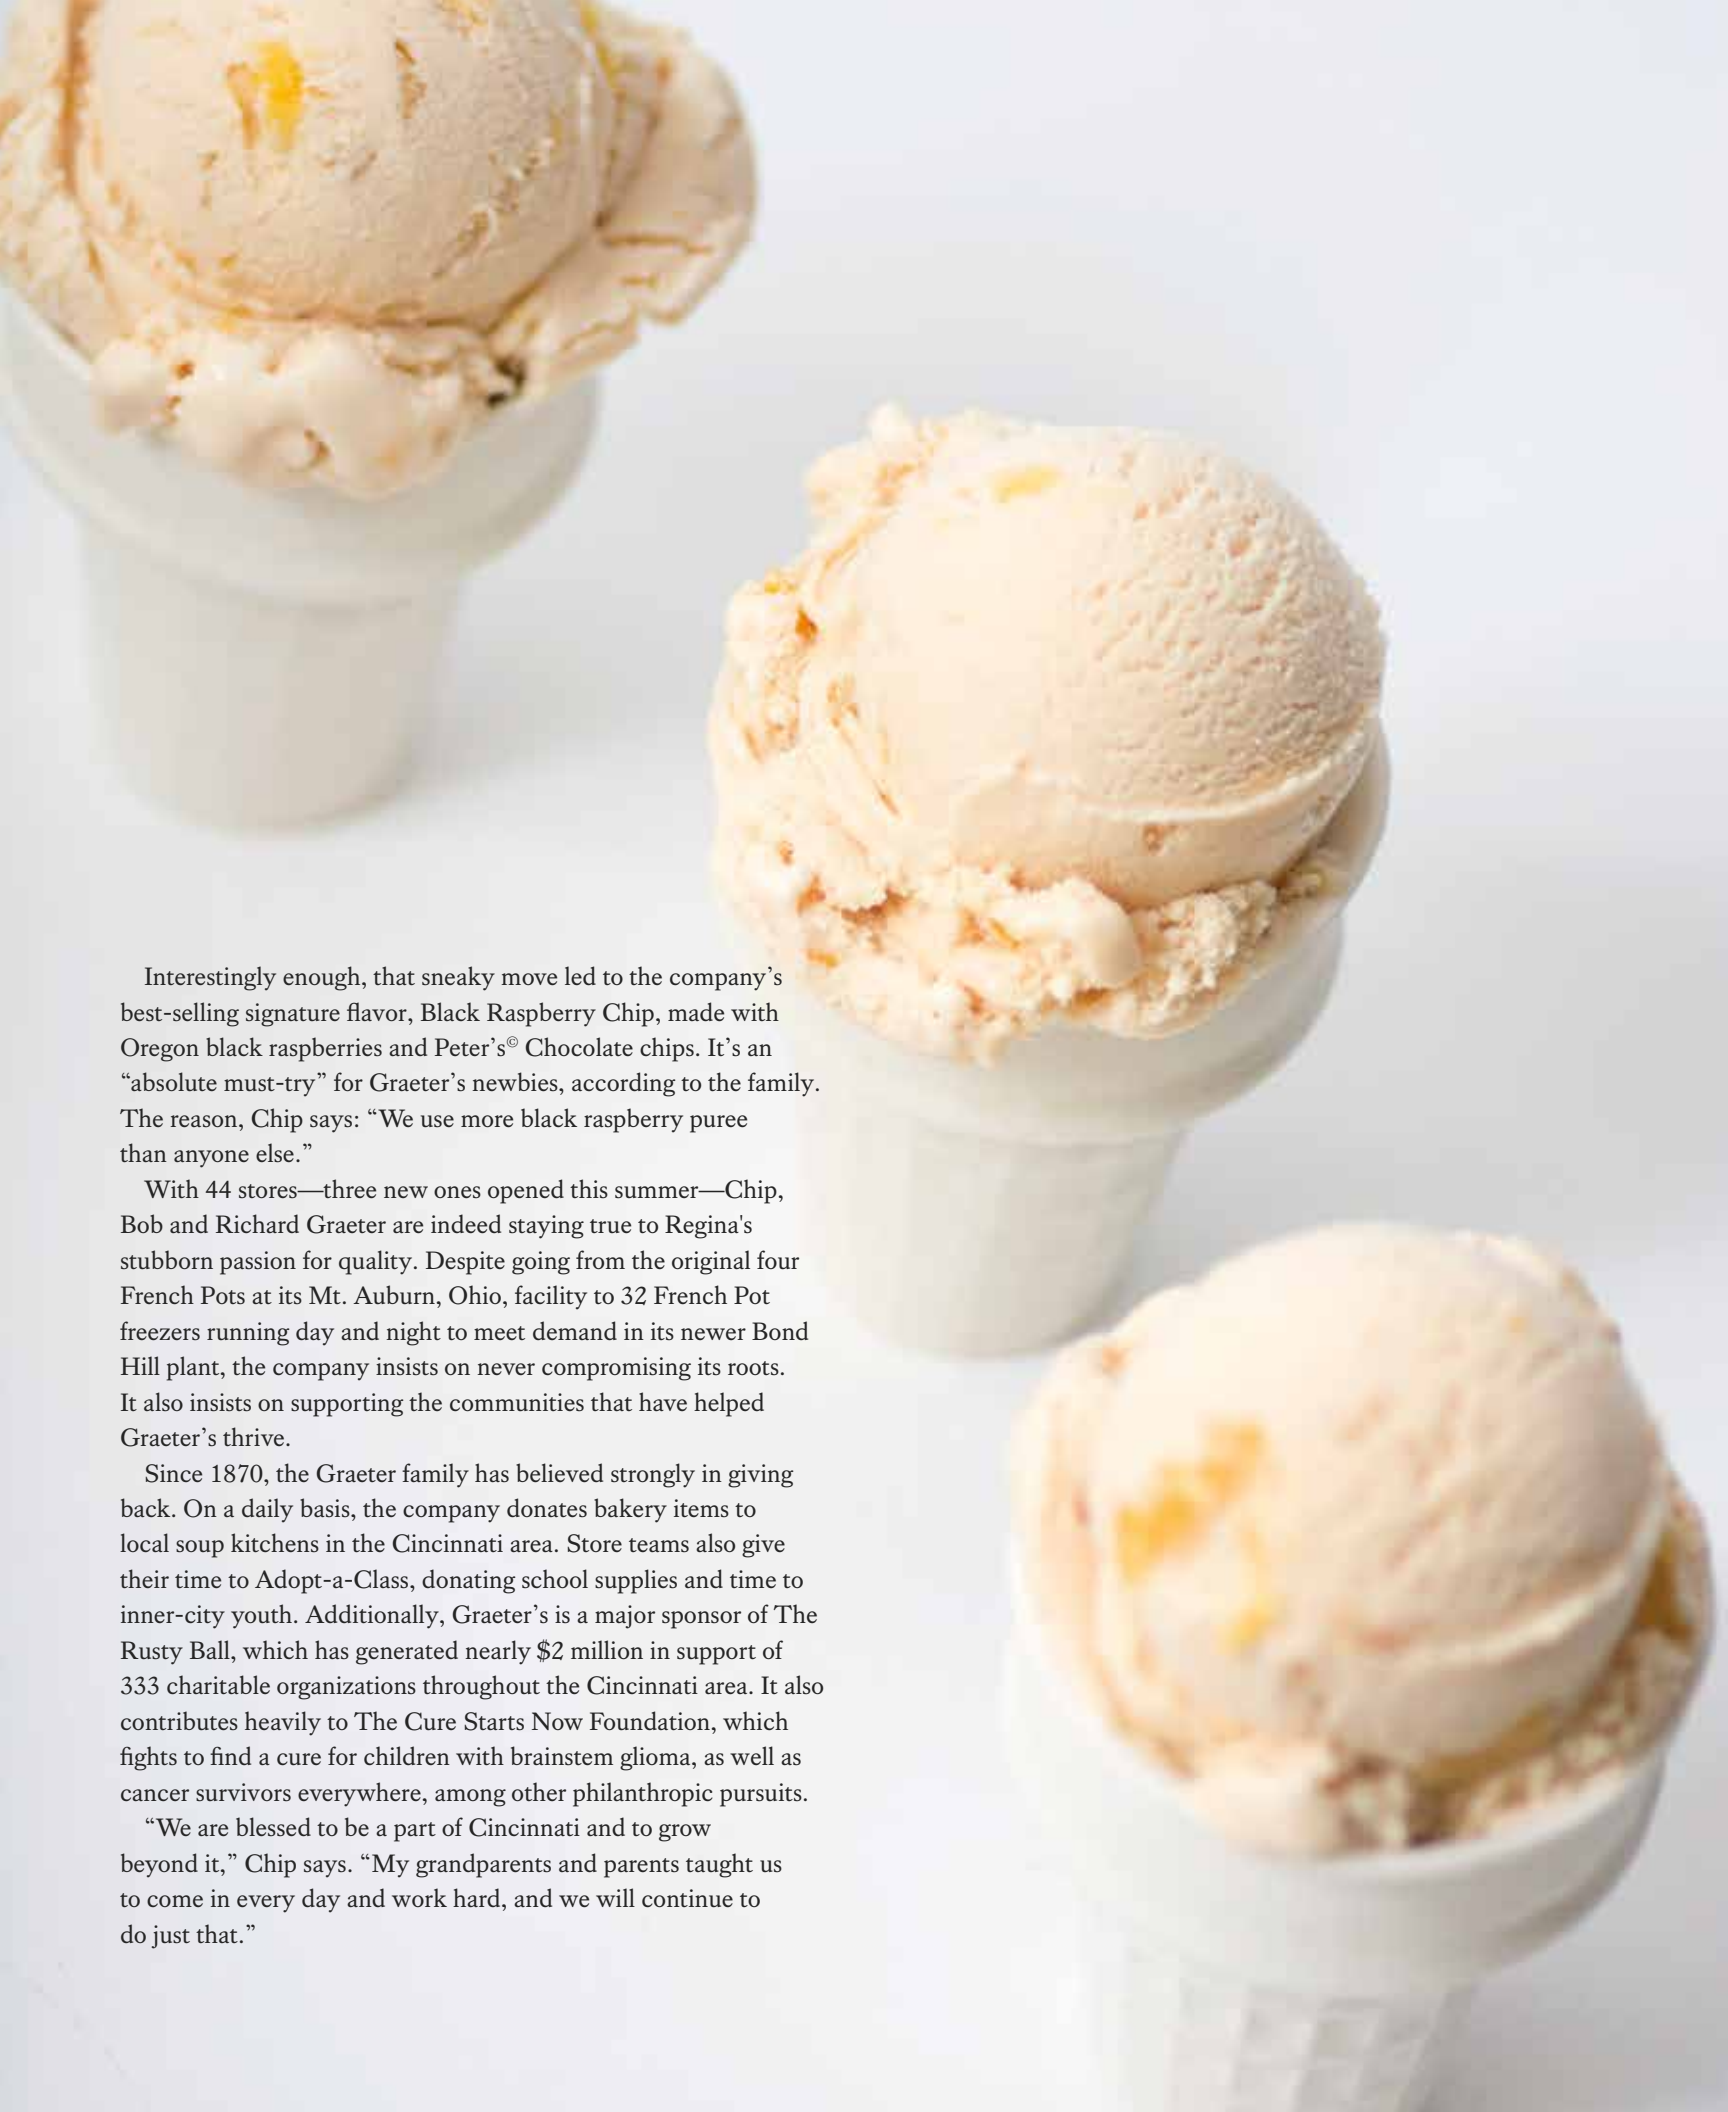 Interestingly enough, that sneaky move led to the company’s
best-selling signature flavor, Black Raspberry Chip, made with
Oregon black raspberries and Peter’s© Chocolate chips. It’s an
“absolute must-try” for Graeter’s newbies, according to the family.
The reason, Chip says: “We use more black raspberry puree
than anyone else.”
With 44 stores—three new ones opened this summer—Chip,
Bob and Richard Graeter are indeed staying true to Regina's
stubborn passion for quality. Despite going from the original four
French Pots at its Mt. Auburn, Ohio, facility to 32 French Pot
freezers running day and night to meet demand in its newer Bond
Hill plant, the company insists on never compromising its roots.
It also insists on supporting the communities that have helped
Graeter’s thrive.
Since 1870, the Graeter family has believed strongly in giving
back. On a daily basis, the company donates bakery items to
local soup kitchens in the Cincinnati area. Store teams also give
their time to Adopt-a-Class, donating school supplies and time to
inner-city youth. Additionally, Graeter’s is a major sponsor of The
Rusty Ball, which has generated nearly $2 million in support of
333 charitable organizations throughout the Cincinnati area. It also
contributes heavily to The Cure Starts Now Foundation, which
fights to find a cure for children with brainstem glioma, as well as
cancer survivors everywhere, among other philanthropic pursuits.
“We are blessed to be a part of Cincinnati and to grow
beyond it,” Chip says. “My grandparents and parents taught us
to come in every day and work hard, and we will continue to
do just that.”